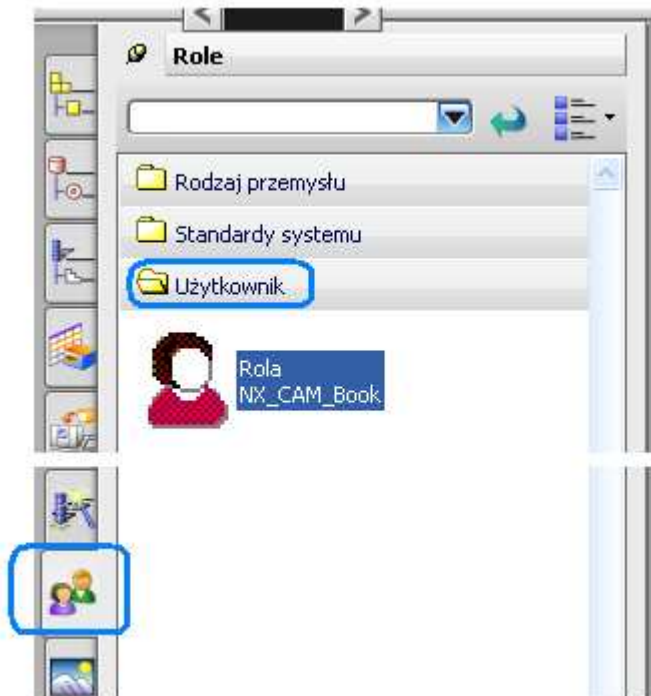 Role
Rodzaj przemysłu
Standardy systemu
Użytkownik
Rola
NX_CAM_Book